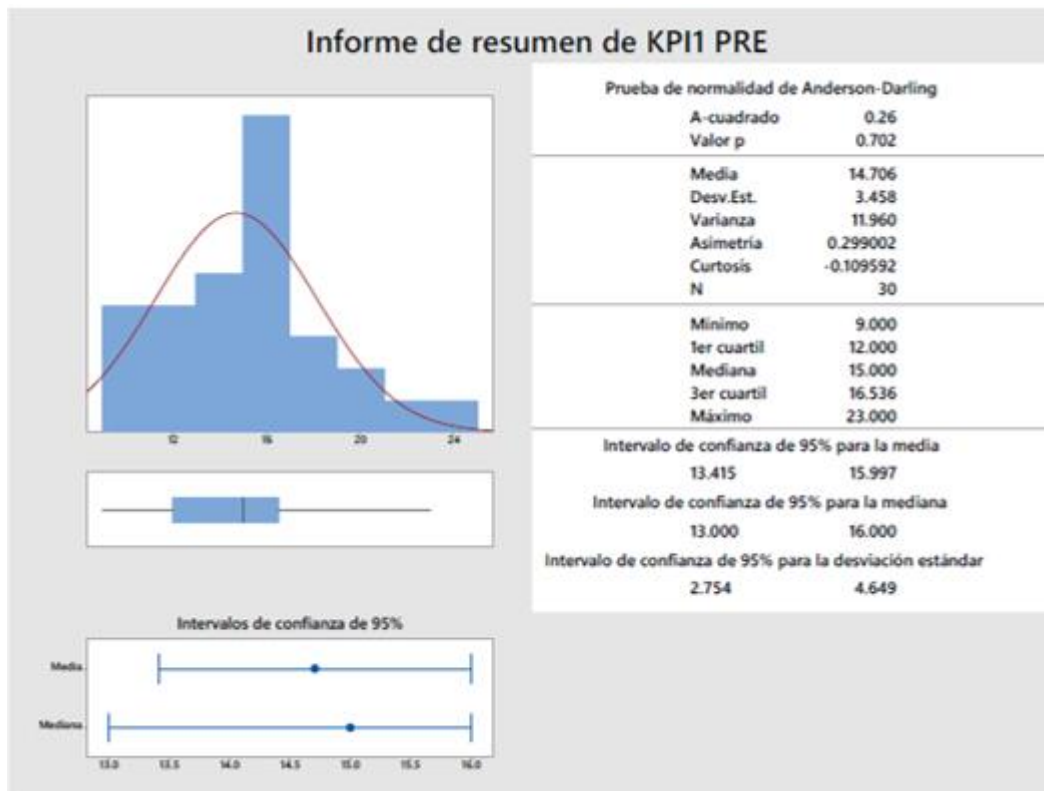 Informe de resumen de KPI1 PRE
12 16 20 24
Intervalos de confianza de 95%
Media
Mediana
13.0 13.5 14.0 14.5 15.0 15.5 16.0
Prueba de normalidad de Anderson-Darling
A-cuadrado 0.26
Valor p 0.702
Media 14.706
Desv.Est. 3.458
Varianza 11.960
Asimetría 0.299002
Curtosis -0.109592
N 30
Mínimo 9.000
1er cuartil 12.000
Mediana 15.000
3er cuartil 16.536
Máximo 23.000
Intervalo de confianza de 95% para la media
13.415 15.997
Intervalo de confianza de 95% para la mediana
13.000 16.000
Intervalo de confianza de 95% para la desviación estándar
2.754 4.649